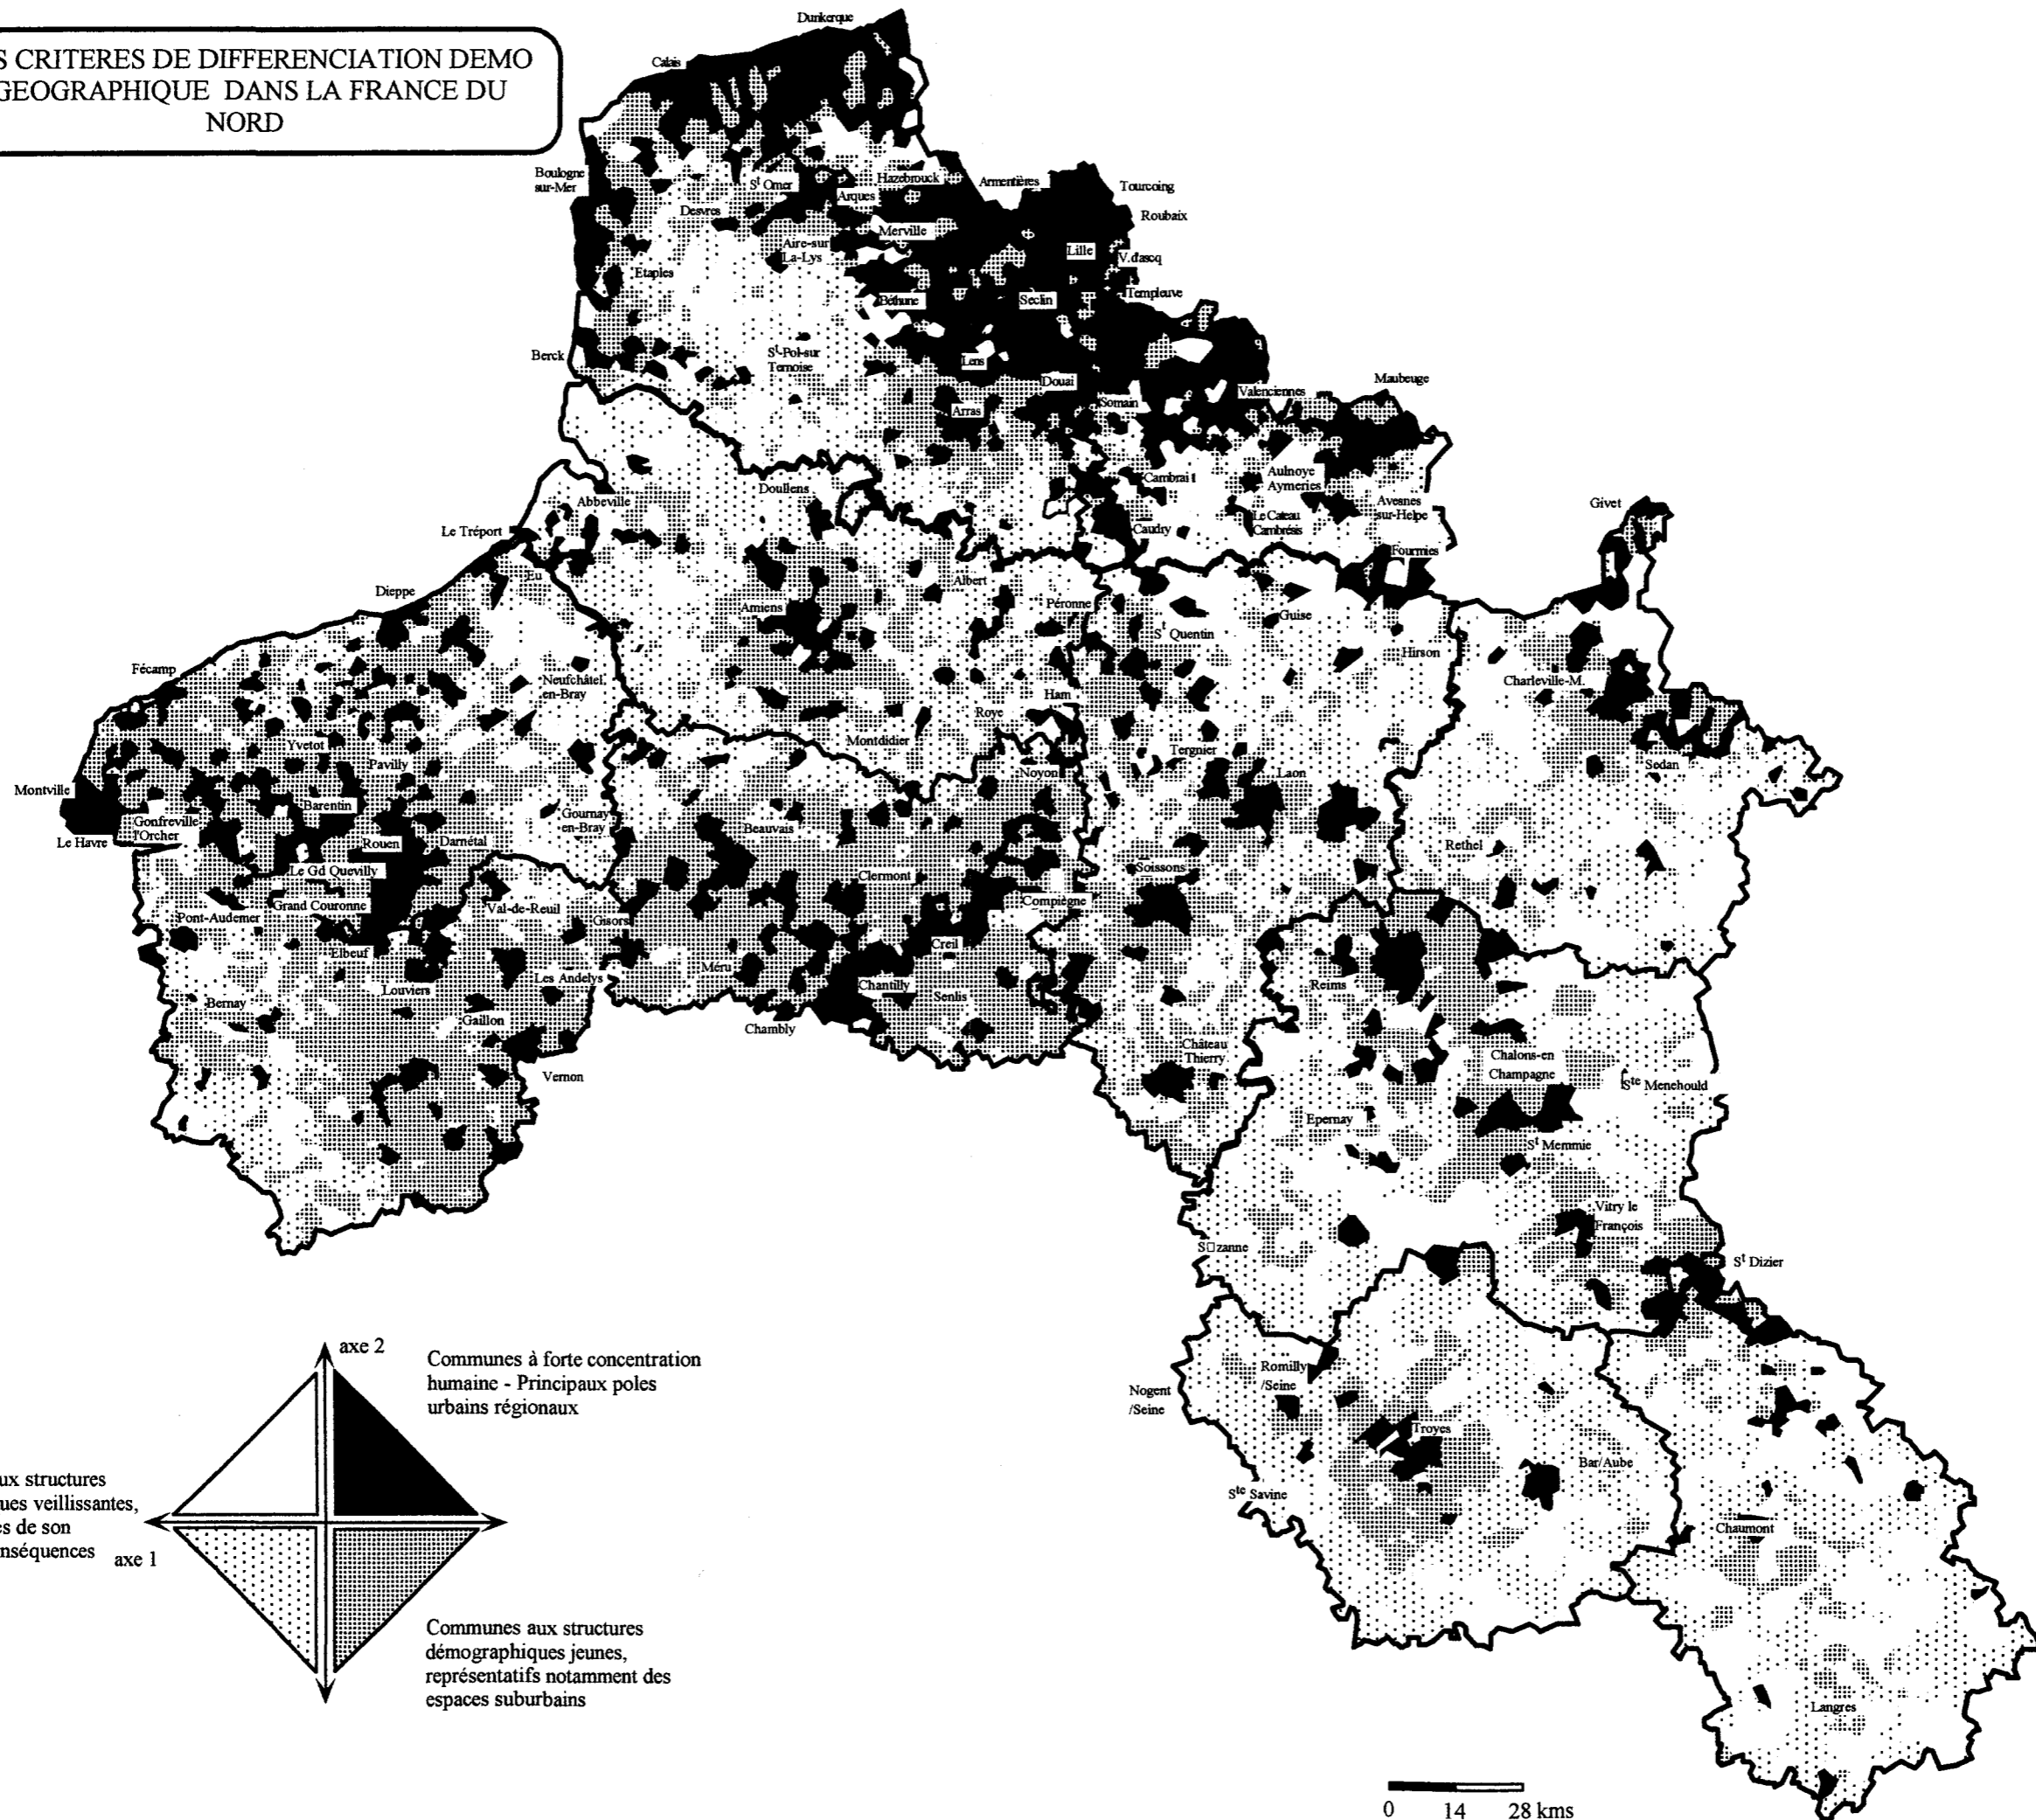 S CRITERES DE DIFFERENCIATION DEMO
GEOGRAPHIQUE DANS LA FRANCE DU
NORD
Dunkerque
Calais
Boulogne
sur-Mer
St Omer
Hazebrouck
Armentières
Tourcoing
Arques
Roubaix
Desvres
Merville
Aire-sur
La-Lys
Lille
V.d'ascq
Etaples
Béthune
Seclin
Templeuve
Berck
St-Pol-sur
Ternoise
Lens
Douai
Maubeuge
Valenciennes
Somain
Arras
Cambrai
Aulnoye
Aymeries
Doullens
Avesnes
sur-Helpe
Abbeville
Le Cateau
Cambrésis
Givet
Le Tréport
Caudry
Fourmies
Eu
Albert
Dieppe
Amiens
Péronne
Guise
St Quentin
Hirson
Fécamp
Neufchâtel
en-Bray
Ham
Charleville-M.
Roye
Yvetot
Montdidier
Tergnier
Pavilly
Noyon
Laon
Sedan
Montville
Barentin
Gonfreville
l'Orcher
Gournay
en-Bray
Beauvais
Le Havre
Rouen
Darnétal
Rethel
Le Gd Quevilly
Clermont
Soissons
Grand Couronne
Val-de-Reuil
Compiègne
Pont-Audemer
Gisors
Elbeuf
Creil
Méru
Les Andelys
Louviers
Chantilly
Reims
Bernay
Senlis
Gaillon
Chambly
Château
Thierry
Chalons-en
Champagne
Vernon
Ste Menehould
Epernay
St Memmie
Vitry le
François
S□zanne
St Dizier
axe 2
Communes à forte concentration
humaine - Principaux poles
urbains régionaux
Romilly
/Seine
Nogent
/Seine
Troyes
Bar/Aube
ux structures
ues veillissantes,
es de son
nséquences
axe 1
Ste Savine
Chaumont
Communes aux structures
démographiques jeunes,
représentatifs notamment des
espaces suburbains
Langres
0 14 28 kms